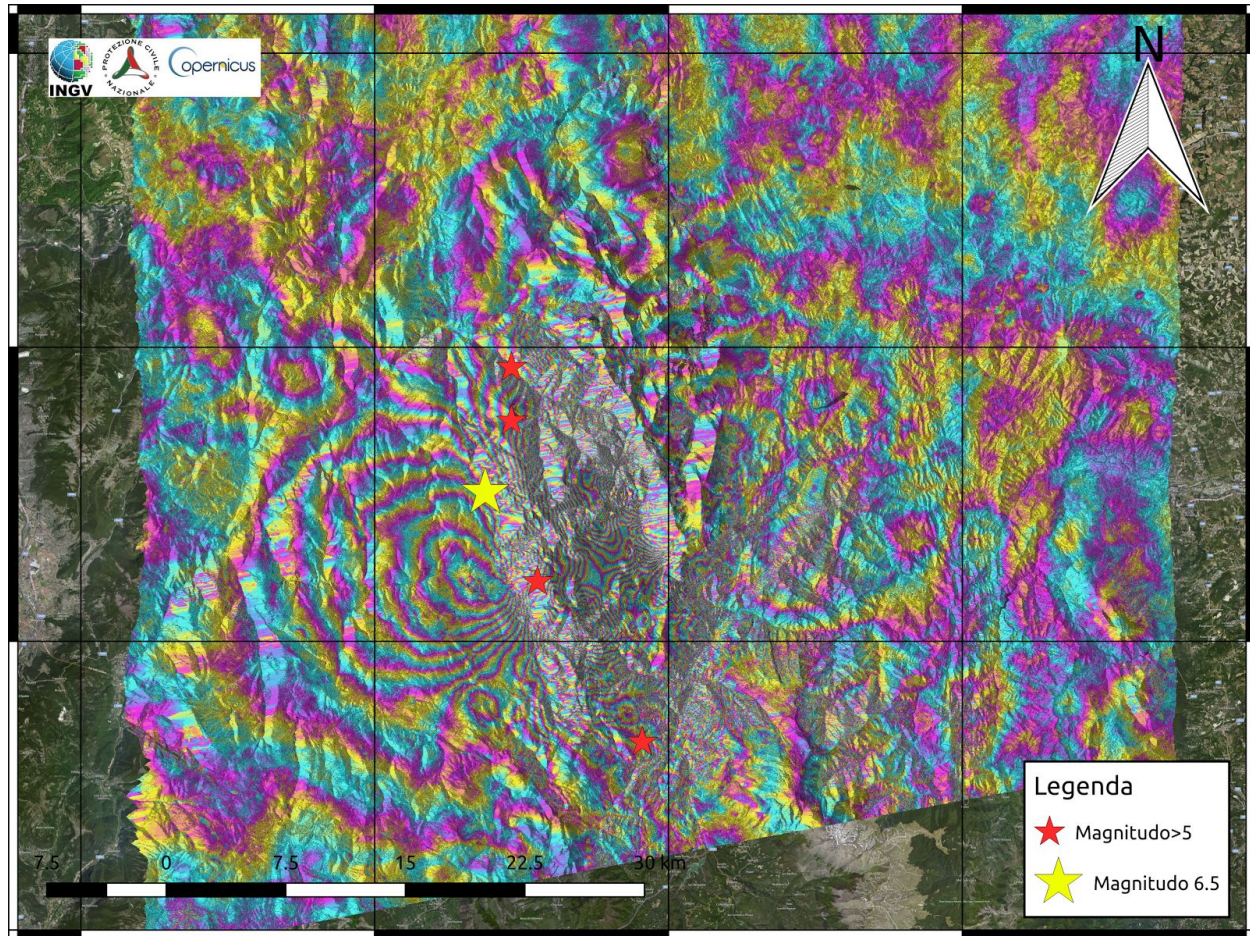 N
INGV
PROTEZIONE CIVILE
NAZIONALE
opernicus
7.5 0 7.5 15 22.5 30 km
Legenda
Magnitudo>5
Magnitudo 6.5